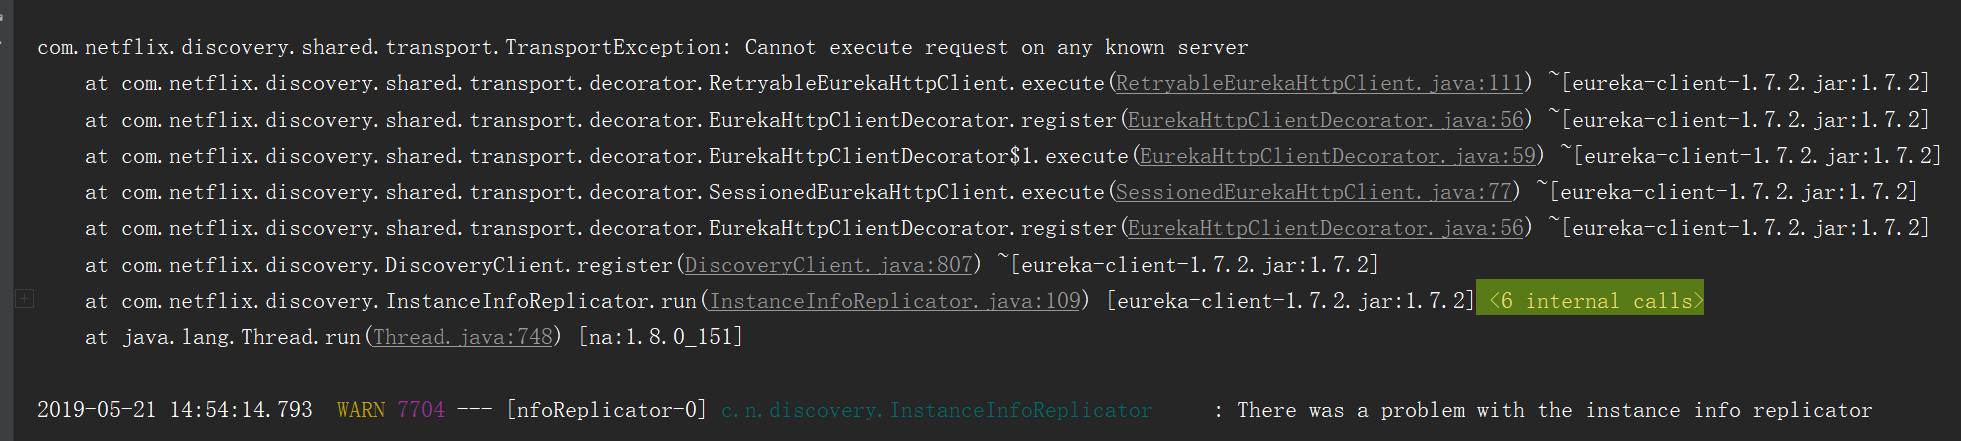 com.netflix.discovery.shared.transport.TransportException: Cannot execute request on any known server
at com.netflix.discovery.shared.transport.decorator.RetryableEurekaHttpClient.execute(RetryableEurekaHttpClient.java:111) ~[eureka-client-1.7.2.jar:1.7.2]
at com.netflix.discovery.shared.transport.decorator.EurekaHttpClientDecorator.register(EurekaHttpClientDecorator.java:56) ~[eureka-client-1.7.2.jar:1.7.2]
at com.netflix.discovery.shared.transport.decorator.EurekaHttpClientDecorator$1.execute(EurekaHttpClientDecorator.java:59) ~[eureka-client-1.7.2.jar:1.7.2]
at com.netflix.discovery.shared.transport.decorator.SessionedEurekaHttpClient.execute(SessionedEurekaHttpClient.java:77) ~[eureka-client-1.7.2.jar:1.7.2]
at com.netflix.discovery.shared.transport.decorator.EurekaHttpClientDecorator.register(EurekaHttpClientDecorator.java:56) ~[eureka-client-1.7.2.jar:1.7.2]
at com.netflix.discovery.DiscoveryClient.register(DiscoveryClient.java:807) ~[eureka-client-1.7.2.jar:1.7.2]
at com.netflix.discovery.InstanceInfoReplicator.run(InstanceInfoReplicator.java:109) [eureka-client-1.7.2.jar:1.7.2] <6 internal calls>
at java.lang.Thread.run(Thread.java:748) [na:1.8.0_151]
2019-05-21 14:54:14.793 WARN 7704 --- [nfoReplicator-0] c.n.discovery.InstanceInfoReplicator : There was a problem with the instance info replicator